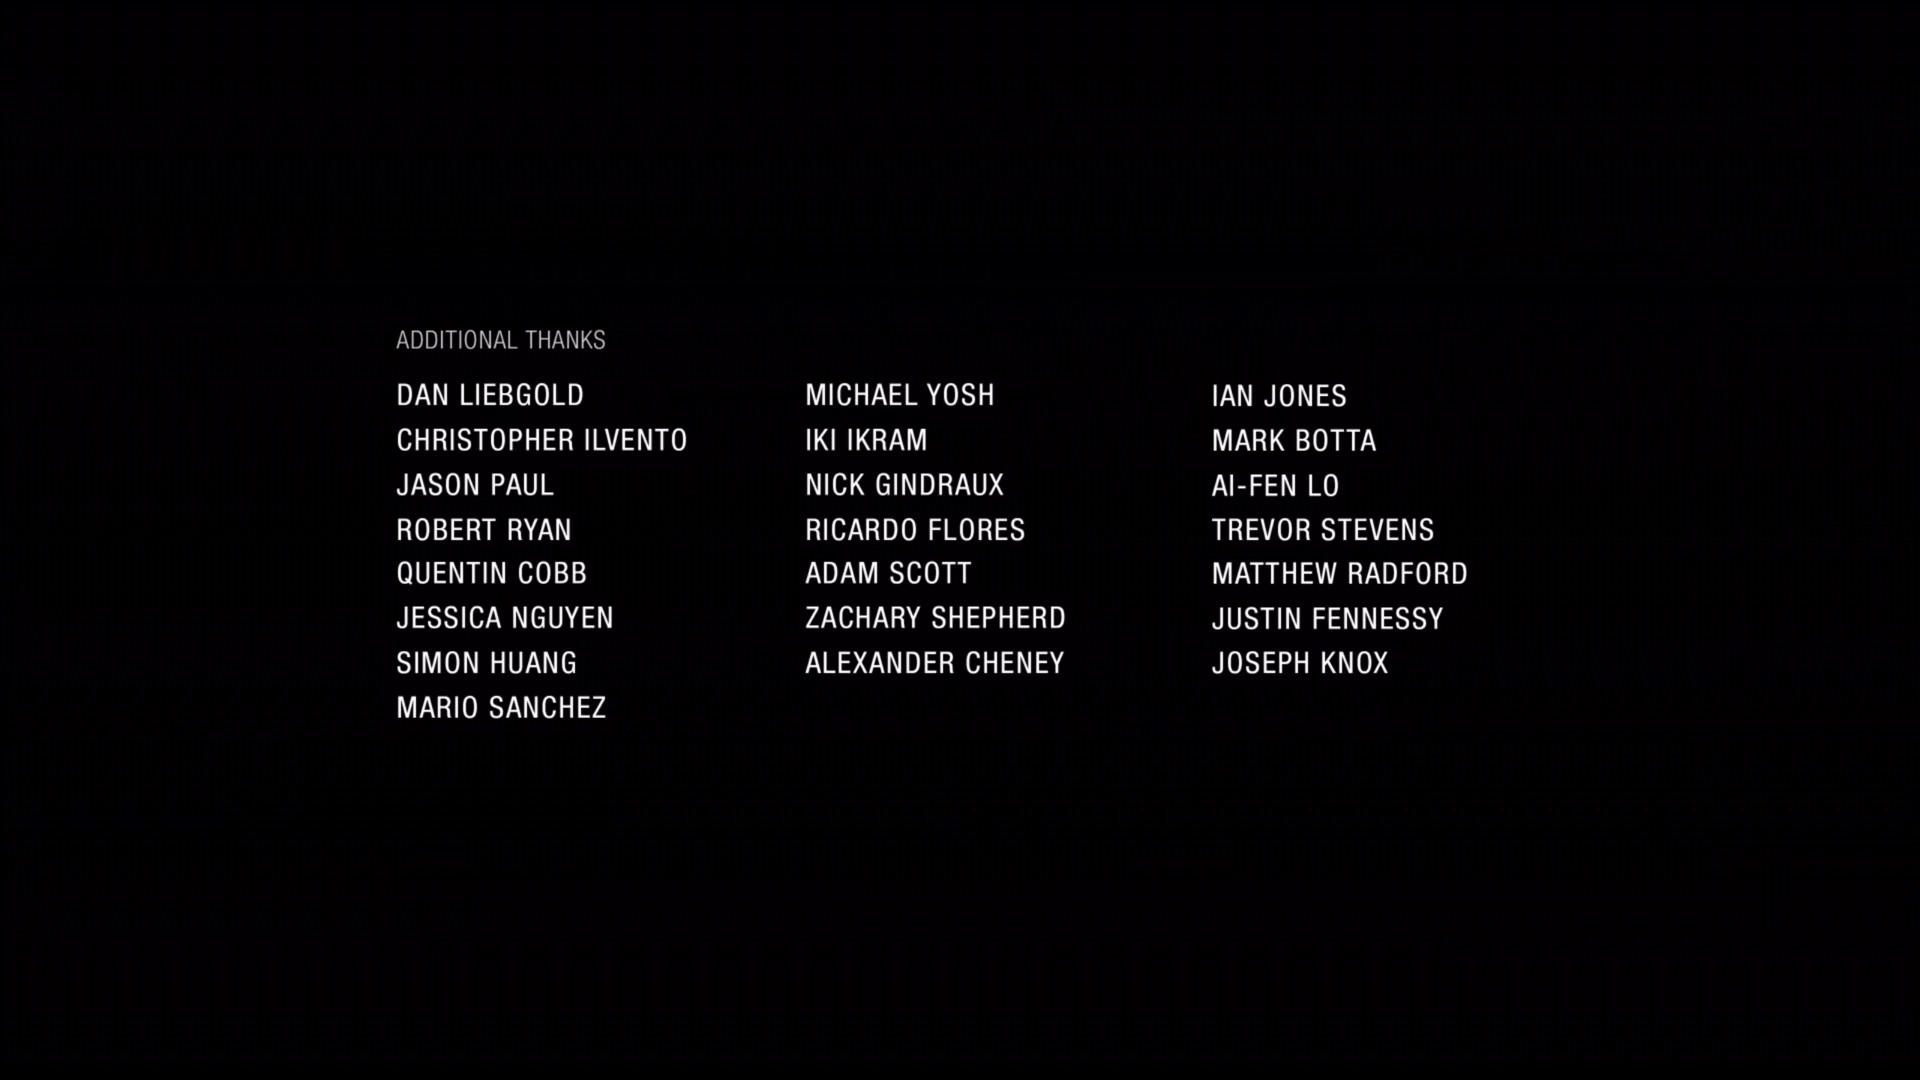 ADDITIONAL THANKS
DAN LIEBGOLD
CHRISTOPHER ILVENTO
JASON PAUL
ROBERT RYAN
QUENTIN COBB
JESSICA NGUYEN
SIMON HUANG
MARIO SANCHEZ
MICHAEL YOSH
IKI IKRAM
NICK GINDRAUX
RICARDO FLORES
ADAM SCOTT
ZACHARY SHEPHERD
ALEXANDER CHENEY
IAN JONES
MARK BOTTA
AI-FEN LO
TREVOR STEVENS
MATTHEW RADFORD
JUSTIN FENNESSY
JOSEPH KNOX